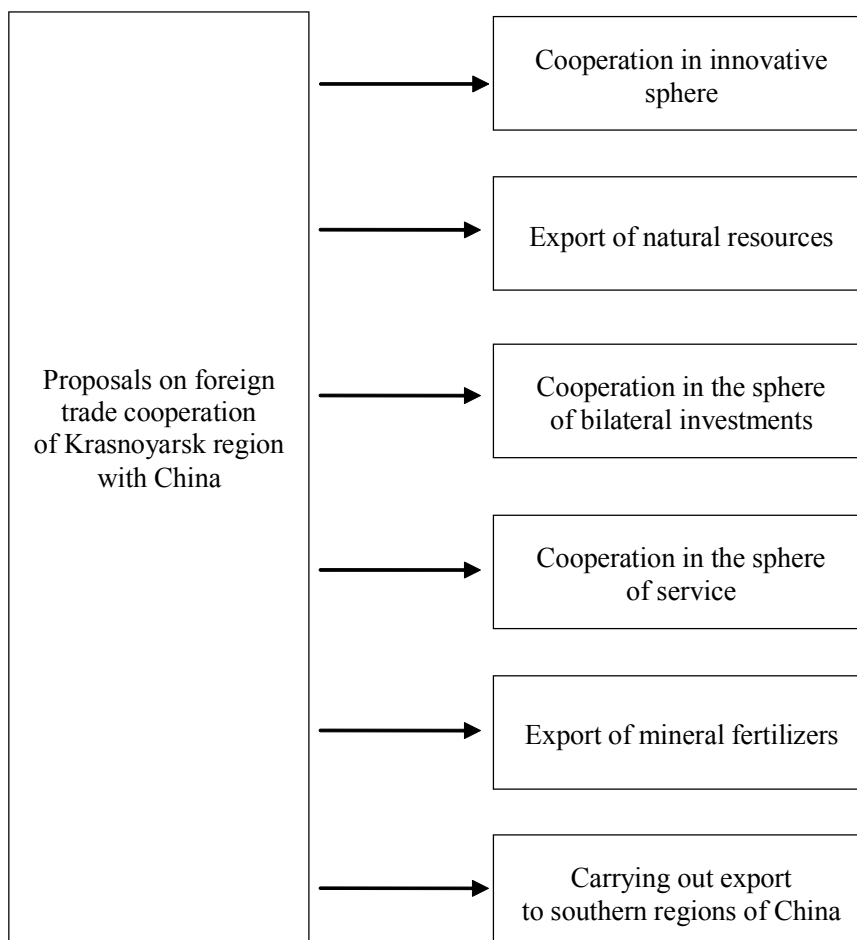 Proposals on foreign
trade cooperation
of Krasnoyarsk region
with China
Cooperation in innovative
sphere
Export of natural resources
Cooperation in the sphere
of bilateral investments
Cooperation in the sphere
of service
Export of mineral fertilizers
Carrying out export
to southern regions of China